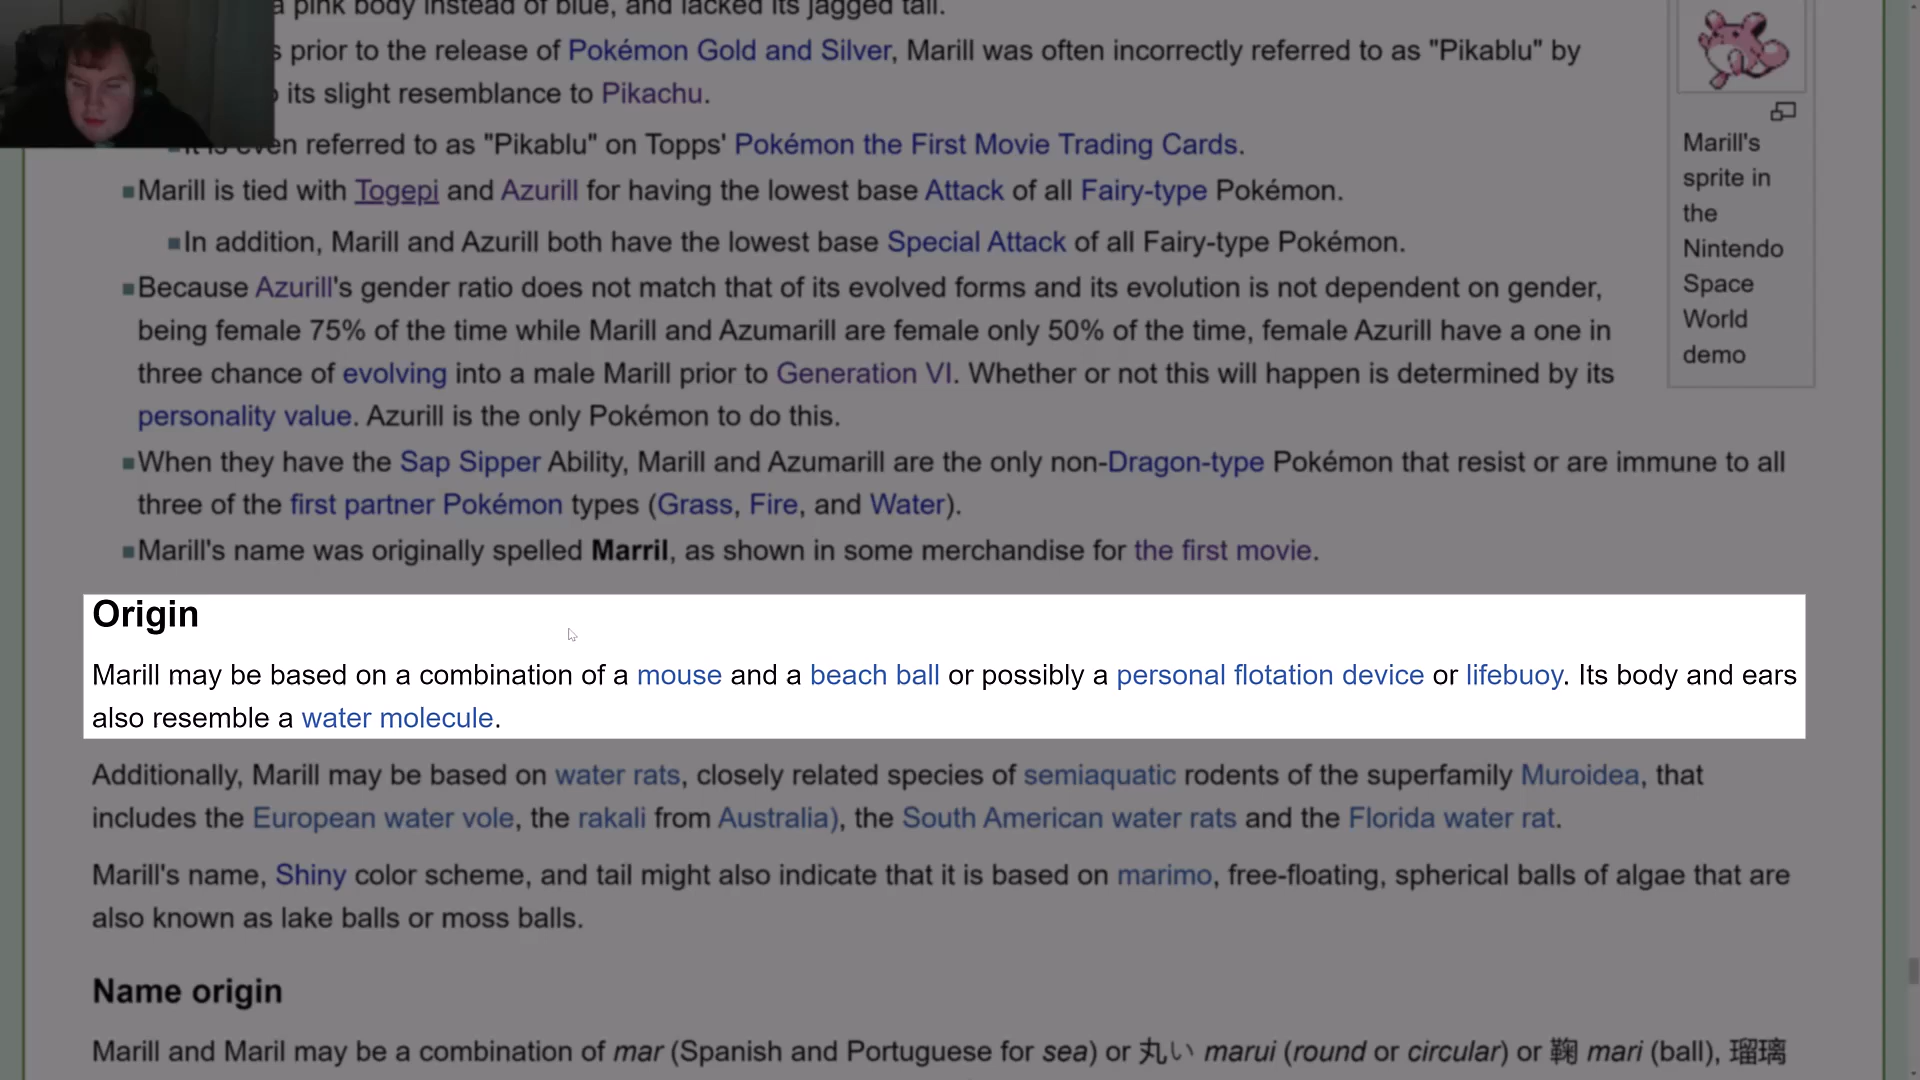 a pink body instead of blue, and lacked its jagged tail.
s prior to the release of Pokémon Gold and Silver, Marill was often incorrectly referred to as "Pikablu" by
its slight resemblance to Pikachu.
It is even referred to as "Pikablu" on Topps' Pokémon the First Movie Trading Cards.
Marill is tied with Togepi and Azurill for having the lowest base Attack of all Fairy-type Pokémon.
In addition, Marill and Azurill both have the lowest base Special Attack of all Fairy-type Pokémon.
Because Azurill's gender ratio does not match that of its evolved forms and its evolution is not dependent on gender,
being female 75% of the time while Marill and Azumarill are female only 50% of the time, female Azurill have a one in
three chance of evolving into a male Marill prior to Generation VI. Whether or not this will happen is determined by its
personality value. Azurill is the only Pokémon to do this.
When they have the Sap Sipper Ability, Marill and Azumarill are the only non-Dragon-type Pokémon that resist or are immune to all
three of the first partner Pokémon types (Grass, Fire, and Water).
Marill's name was originally spelled Marril, as shown in some merchandise for the first movie.
Marill's
sprite in
the
Nintendo
Space
World
demo
Origin
Marill may be based on a combination of a mouse and a beach ball or possibly a personal flotation device or lifebuoy. Its body and ears
also resemble a water molecule.
Additionally, Marill may be based on water rats, closely related species of semiaquatic rodents of the superfamily Muroidea, that
includes the European water vole, the rakali from Australia), the South American water rats and the Florida water rat.
Marill's name, Shiny color scheme, and tail might also indicate that it is based on marimo, free-floating, spherical balls of algae that are
also known as lake balls or moss balls.
Name origin
Marill and Maril may be a combination of mar (Spanish and Portuguese for sea) or 丸い marui (round or circular) or 鞠 mari (ball), 瑠璃